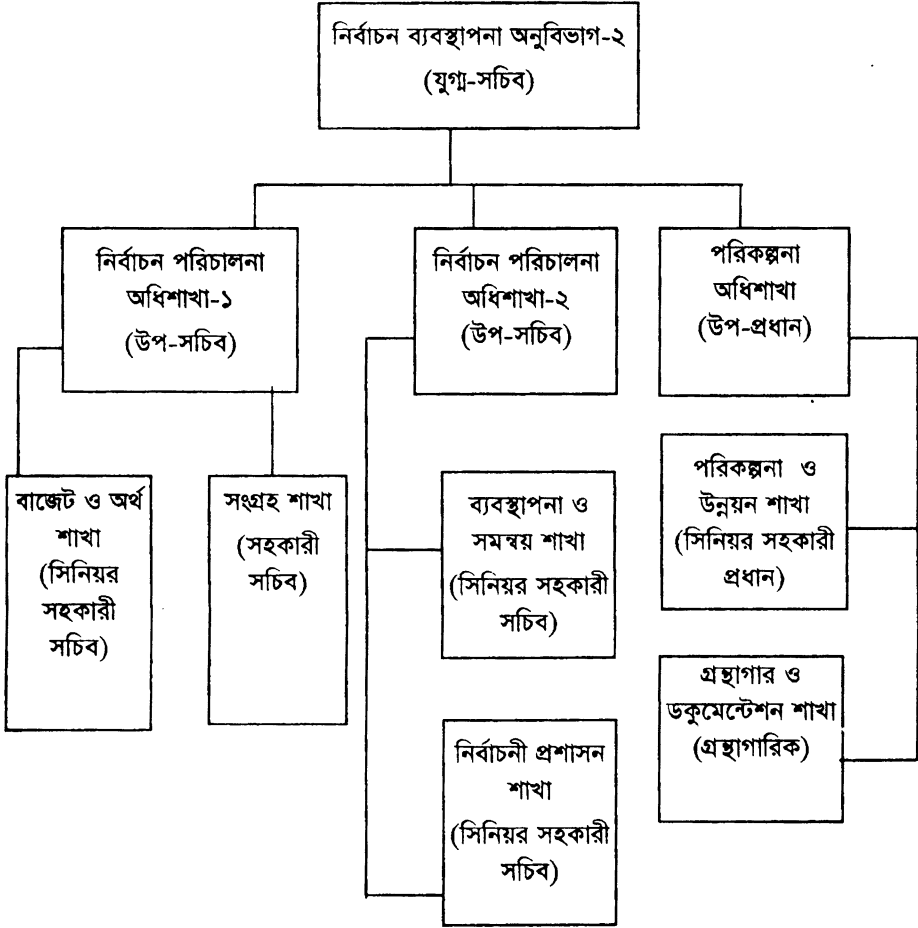 নির্বাচন ব্যবস্থাপনা অনুবিভাগ-২
(যুগ্ম-সচিব)
নির্বাচন পরিচালনা
অধিশাখা-১
(উপ-সচিব)
নির্বাচন পরিচালনা
অধিশাখা-২
(উপ-সচিব)
পরিকল্পনা
অধিশাখা
(উপ-প্রধান)
বাজেট ও অর্থ
শাখা
(সিনিয়র
সহকারী
সচিব)
সংগ্রহ শাখা
(সহকারী
সচিব)
ব্যবস্থাপনা ও
সমন্বয় শাখা
(সিনিয়র সহকারী
সচিব)
নির্বাচনী প্রশাসন
শাখা
(সিনিয়র সহকারী
সচিব)
পরিকল্পনা ও
উন্নয়ন শাখা
(সিনিয়র সহকারী
প্রধান)
গ্রন্থাগার ও
ডকুমেন্টেশন শাখা
(গ্রন্থাগারিক)